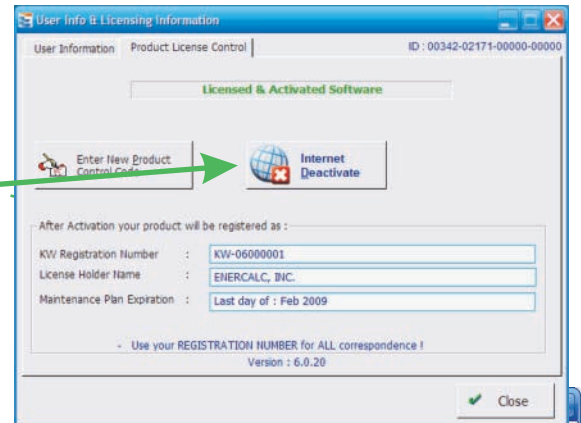 User Info & Licensing Information
User Information Product License Control ID : 00342-02171-00000-00000
Licensed & Activated Software
Enter New Product
Control Code
Internet
Deactivate
After Activation your product will be registered as :
KW Registration Number : KW-06000001
License Holder Name : ENERCALC, INC.
Maintenance Plan Expiration : Last day of : Feb 2009
- Use your REGISTRATION NUMBER for ALL correspondence !
Version : 6.0.20
Close